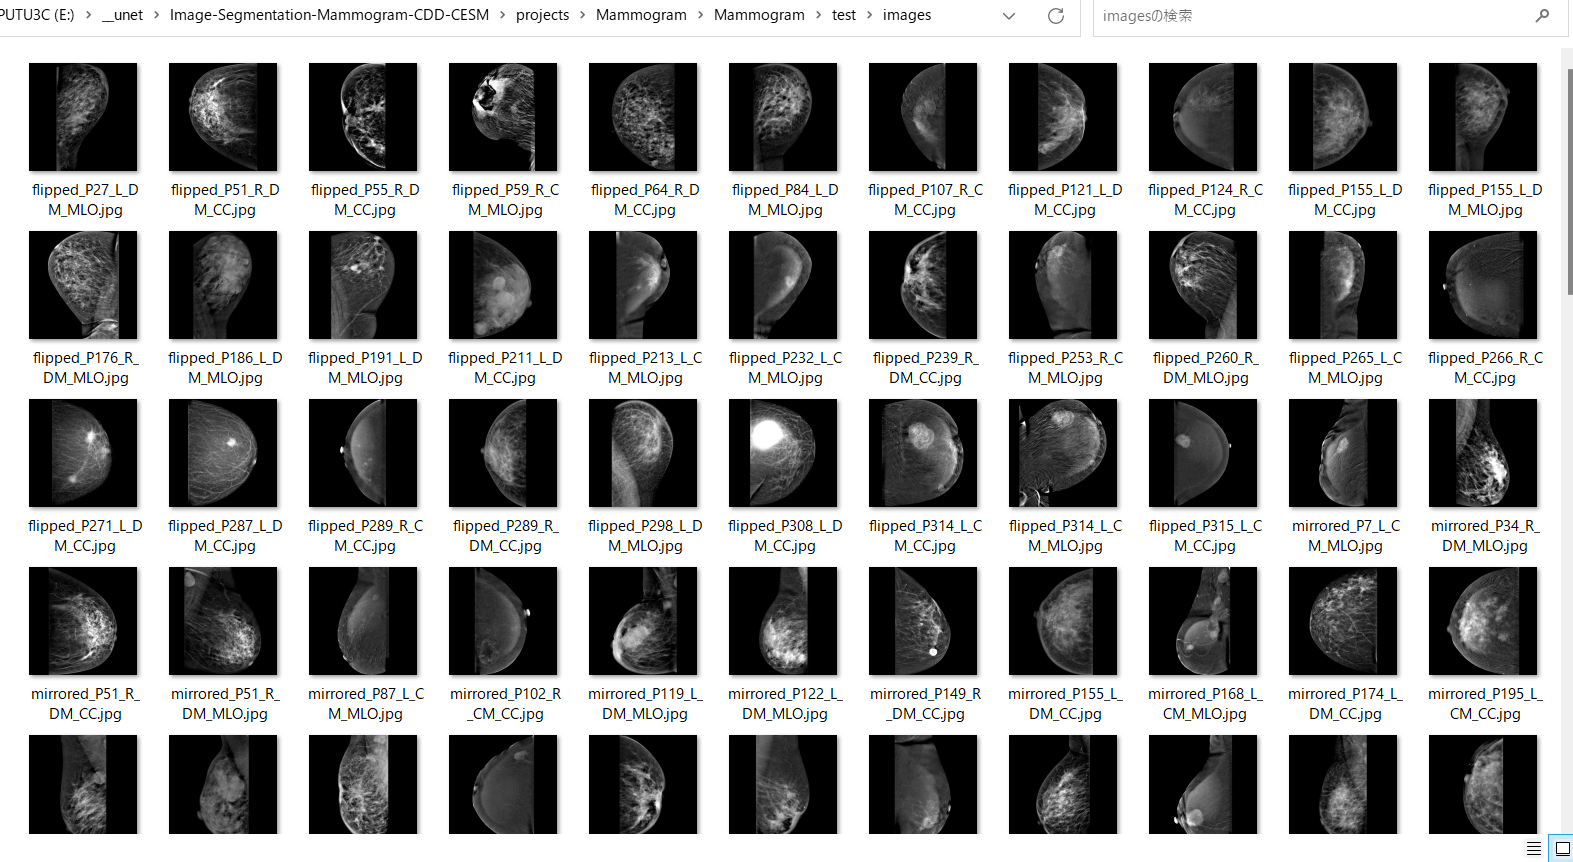 PUTU3C (E:) > __unet > Image-Segmentation-Mammogram-CDD-CESM > projects > Mammogram > Mammogram > test > images
imagesの検索
flipped_P27_L_D flipped_P51_R_D flipped_P55_R_D flipped_P59_R_C flipped_P64_R_D flipped_P84_L_D flipped_P107_R_C flipped_P121_L_D flipped_P124_R_C flipped_P155_L_D flipped_P155_L_D
M_MLO.jpg M_CC.jpg M_CC.jpg M_MLO.jpg M_CC.jpg M_MLO.jpg M_CC.jpg M_CC.jpg M_CC.jpg M_CC.jpg M_MLO.jpg
flipped_P176_R_ flipped_P186_L_D flipped_P191_L_D flipped_P211_L_D flipped_P213_L_C flipped_P232_L_C flipped_P239_R_ flipped_P253_R_C flipped_P260_R_ flipped_P265_L_C flipped_P266_R_C
DM_MLO.jpg M_MLO.jpg M_MLO.jpg M_CC.jpg M_MLO.jpg M_MLO.jpg DM_CC.jpg M_MLO.jpg DM_MLO.jpg M_MLO.jpg M_CC.jpg
flipped_P271_L_D flipped_P287_L_D flipped_P289_R_C flipped_P289_R_ flipped_P298_L_D flipped_P308_L_D flipped_P314_L_C flipped_P314_L_C flipped_P315_L_C mirrored_P7_L_C mirrored_P34_R_
M_CC.jpg M_CC.jpg M_CC.jpg DM_CC.jpg M_MLO.jpg M_CC.jpg M_CC.jpg M_MLO.jpg M_CC.jpg M_MLO.jpg DM_MLO.jpg
mirrored_P51_R_ mirrored_P51_R_ mirrored_P87_L_C mirrored_P102_R mirrored_P119_L_ mirrored_P122_L_ mirrored_P149_R mirrored_P155_L_ mirrored_P168_L_ mirrored_P174_L_ mirrored_P195_L_
DM_CC.jpg DM_MLO.jpg M_MLO.jpg _CM_CC.jpg DM_MLO.jpg DM_MLO.jpg _DM_CC.jpg DM_CC.jpg CM_MLO.jpg DM_CC.jpg CM_CC.jpg